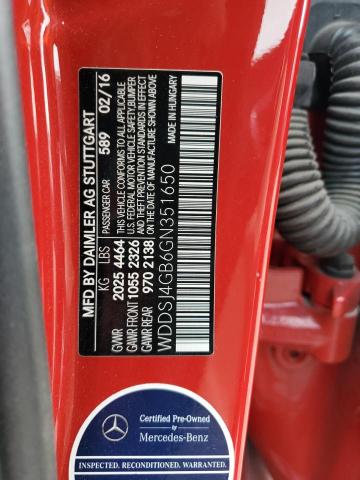 MFD BY DAIMLER AG STUTTGART
PASSENGER CAR 589 02/16
KG LBS
GVWR 2025 4464
GAWR FRONT 1055 2326
GAWR REAR 970 2138
THIS VEHICLE CONFORMS TO ALL APPLICABLE
U.S. FEDERAL MOTOR VEHICLE SAFETY, BUMPER
AND THEFT PREVENTION STANDARDS IN EFFECT
ON THE DATE OF MANUFACTURE SHOWN ABOVE
WDDSJ4GB6GN351650
MADE IN HUNGARY
Certified Pre-Owned
by
Mercedes-Benz
INSPECTED. RECONDITIONED. WARRANTED.